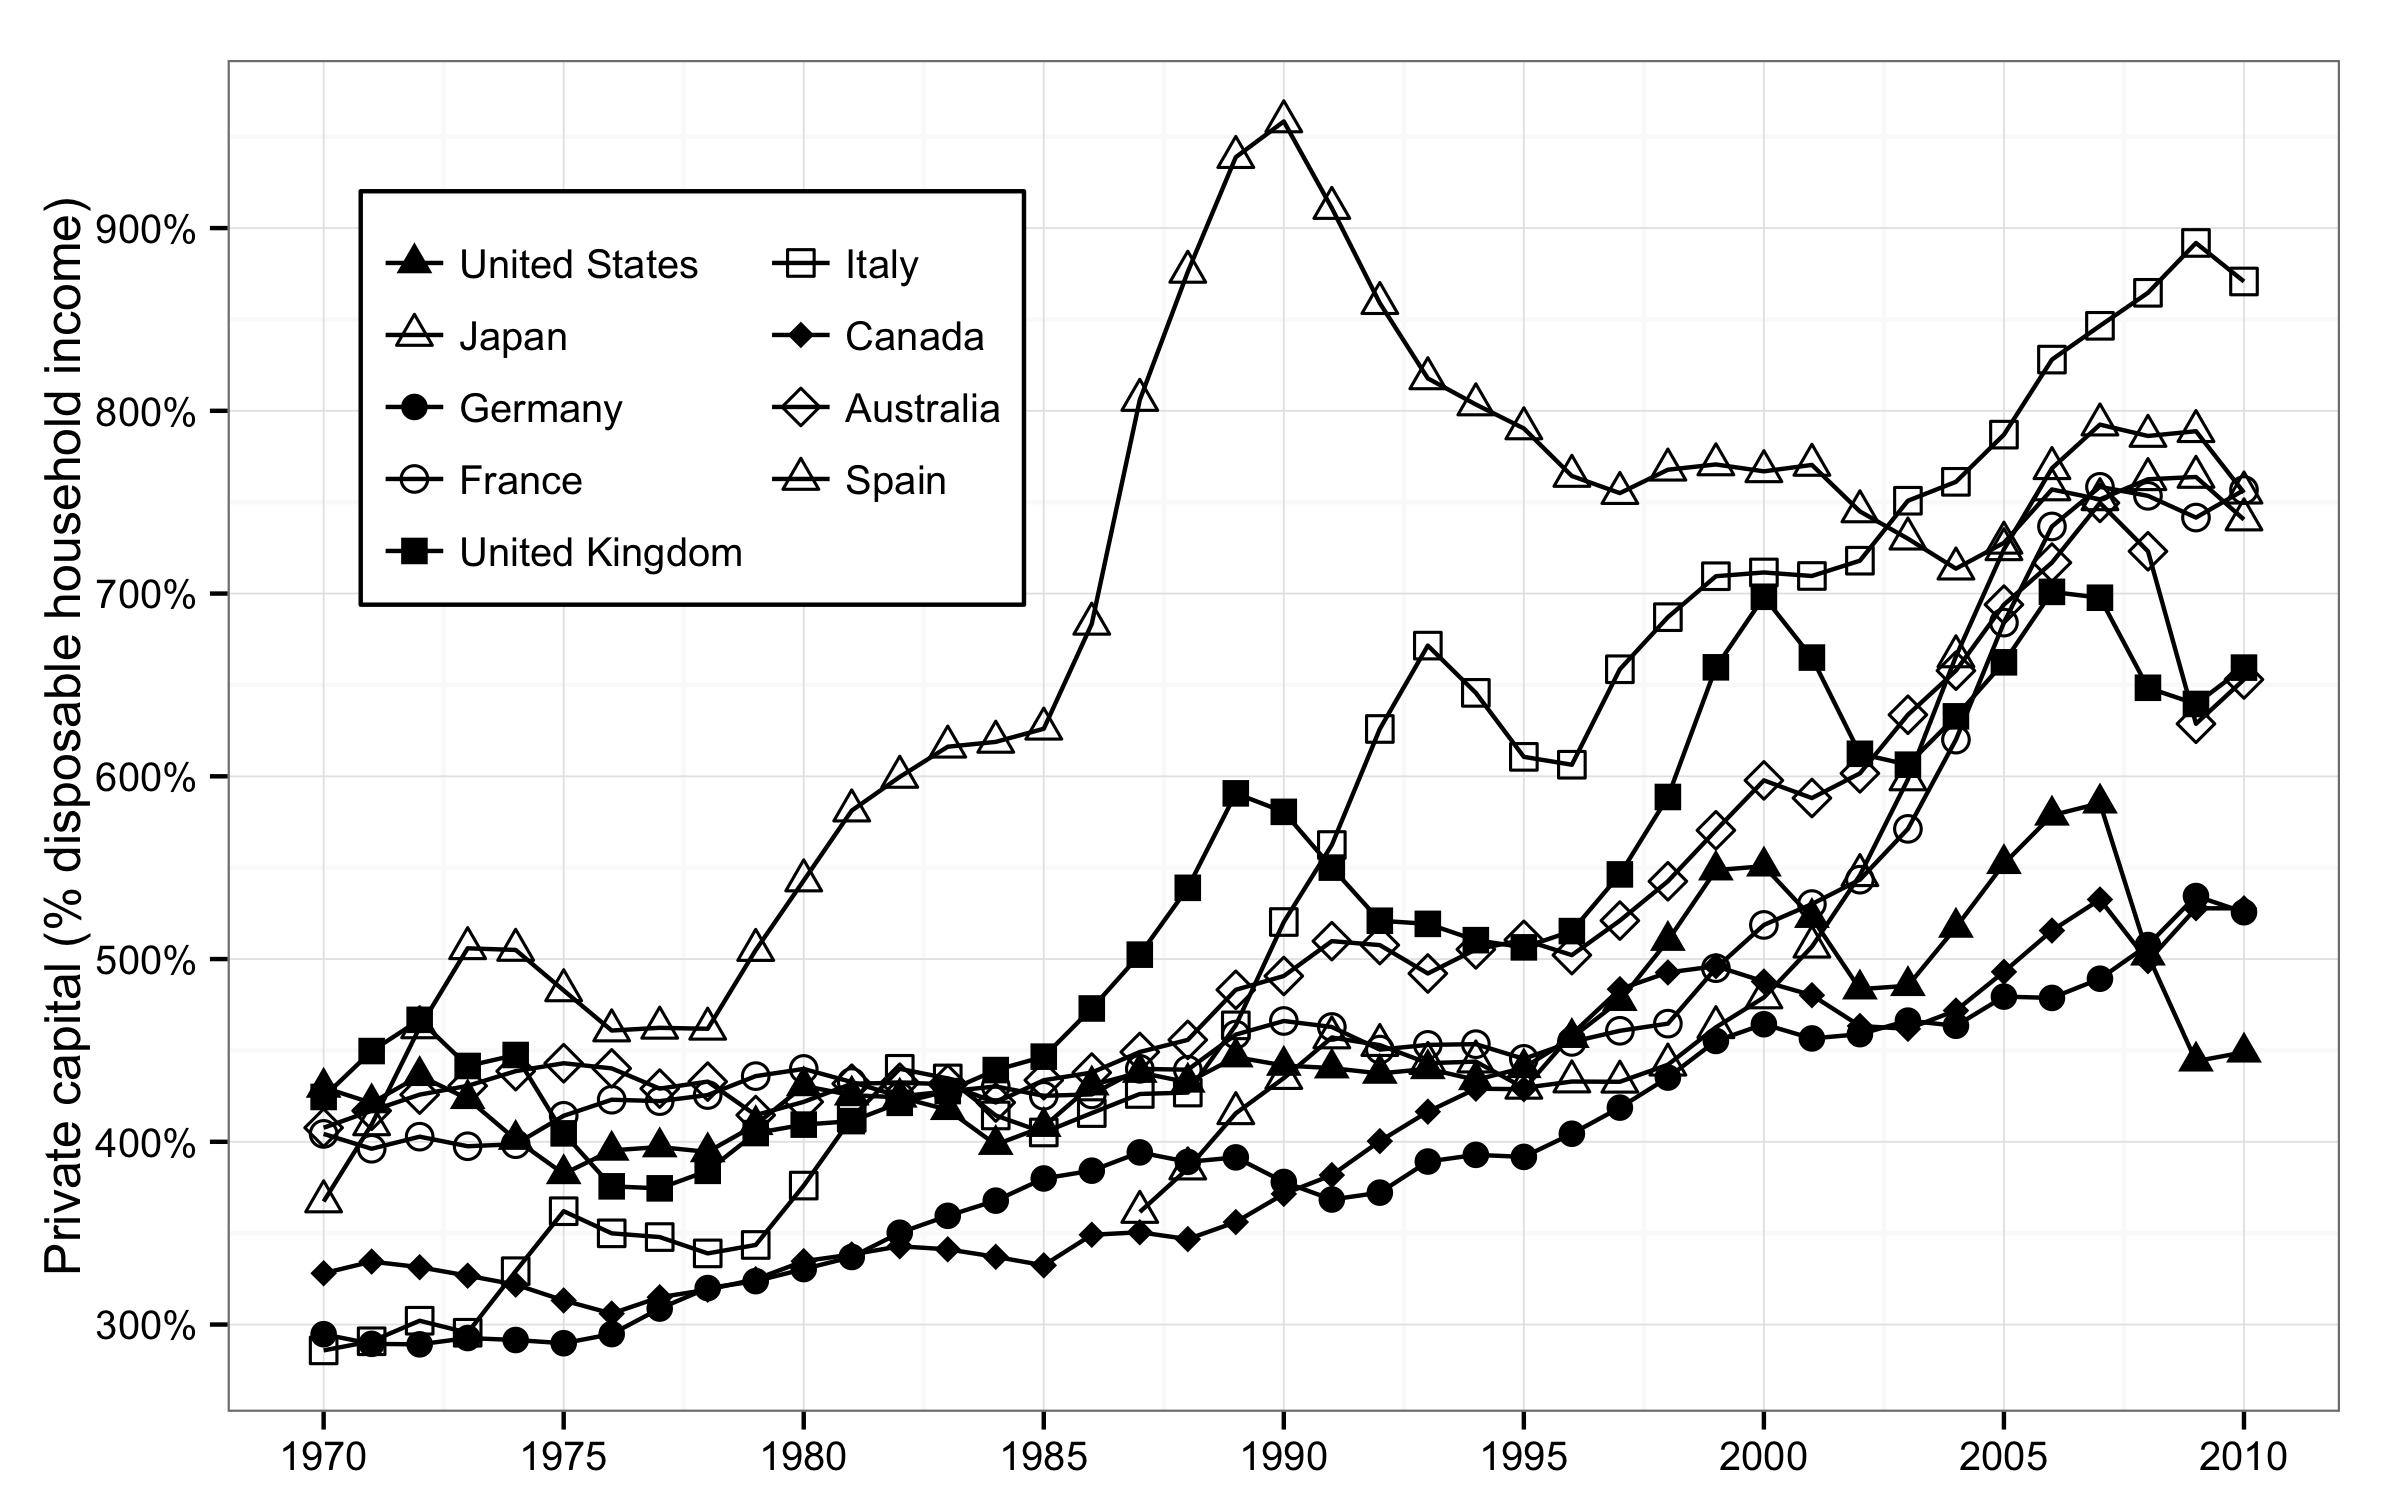 Private capital (% disposable household income)
900%
800%
700%
600%
500%
400%
300%
United States
Japan
Germany
France
United Kingdom
Italy
Canada
Australia
Spain
1970 1975 1980 1985 1990 1995 2000 2005 2010